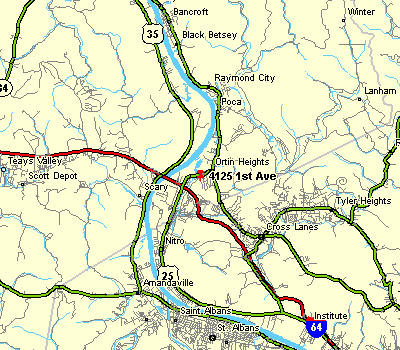 Bancroft
35
Black Betsey
Winter
Raymond City
Lanham
Poca
Teays Valley
Ortin Heights
4125 1st Ave
Scott Depot
Scary
Tyler Heights
Cross Lanes
Nitro
25
Amandaville
Saint Albans
Institute
St. Albans
64